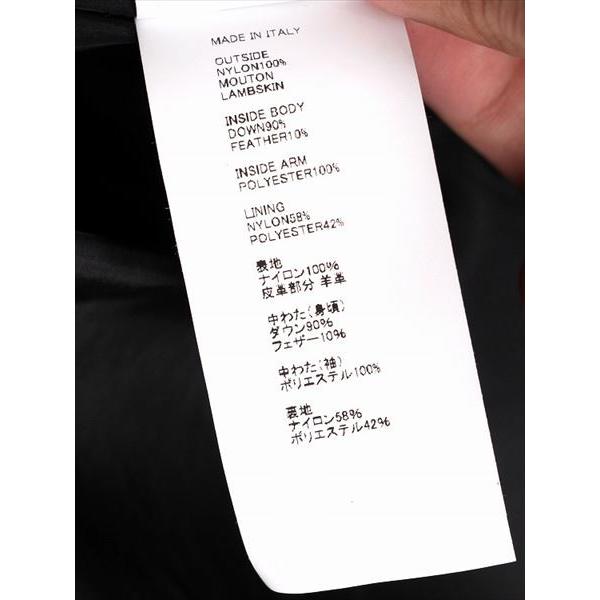 MADE IN ITALY
OUTSIDE
NYLON100%
MOUTON
LAMBSKIN
INSIDE BODY
DOWN90%
FEATHER10%
INSIDE ARM
POLYESTER100%
LINING
NYLON58%
POLYESTER42%
表地
ナイロン100%
皮革部分 羊革
中わた(身頃)
ダウン90%
フェザー10%
中わた(袖)
ポリエステル100%
裏地
ナイロン58%
ポリエステル42%